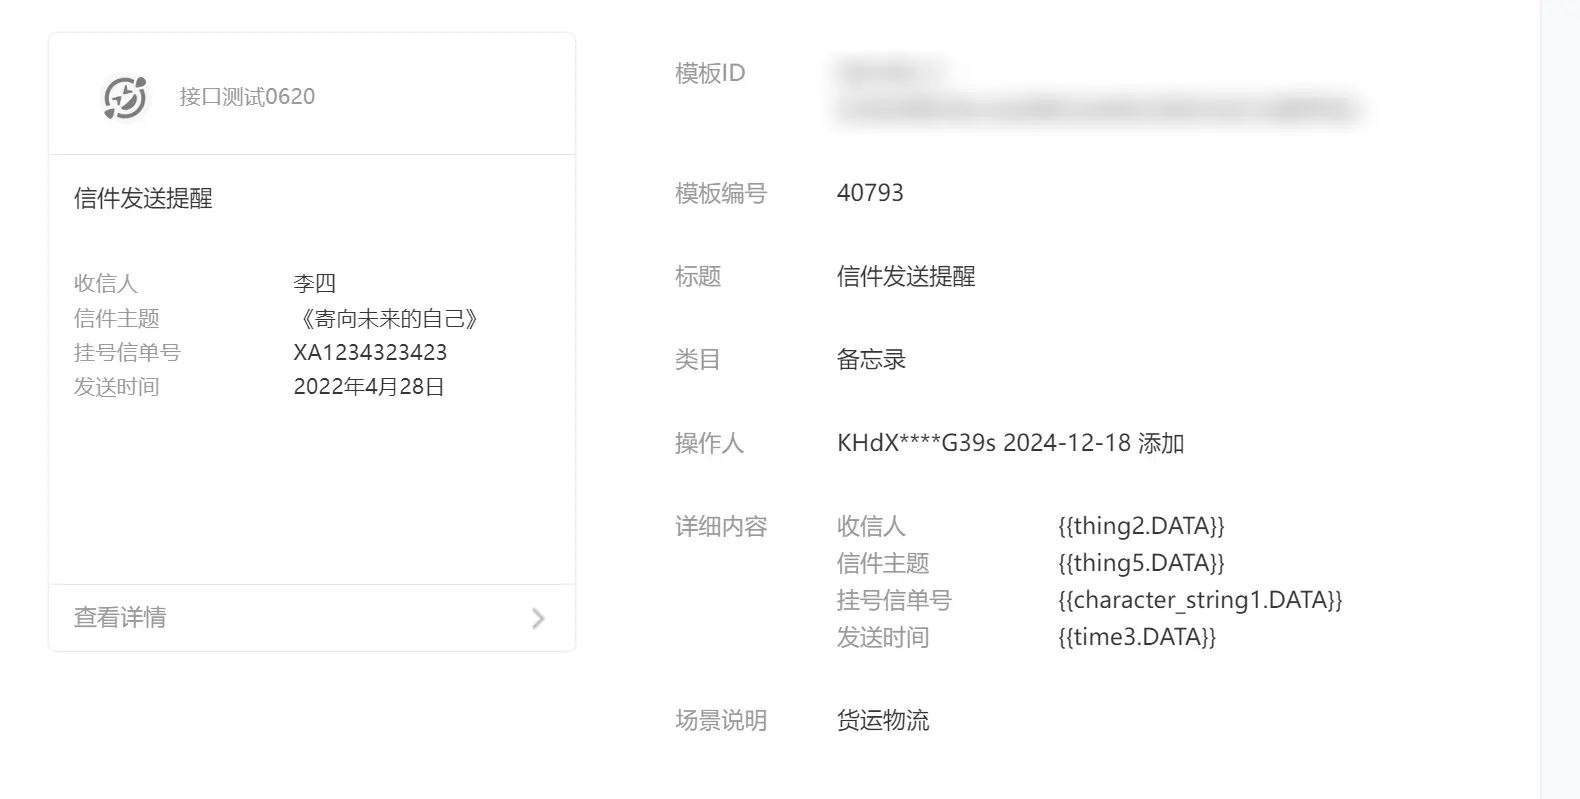 接口测试0620
信件发送提醒
收信人 李四
信件主题 《寄向未来的自己》
挂号信单号 XA1234323423
发送时间 2022年4月28日
查看详情
模板ID
模板编号 40793
标题 信件发送提醒
类目 备忘录
操作人 KHdX****G39s 2024-12-18 添加
详细内容 收信人 {{thing2.DATA}}
信件主题 {{thing5.DATA}}
挂号信单号 {{character_string1.DATA}}
发送时间 {{time3.DATA}}
场景说明 货运物流